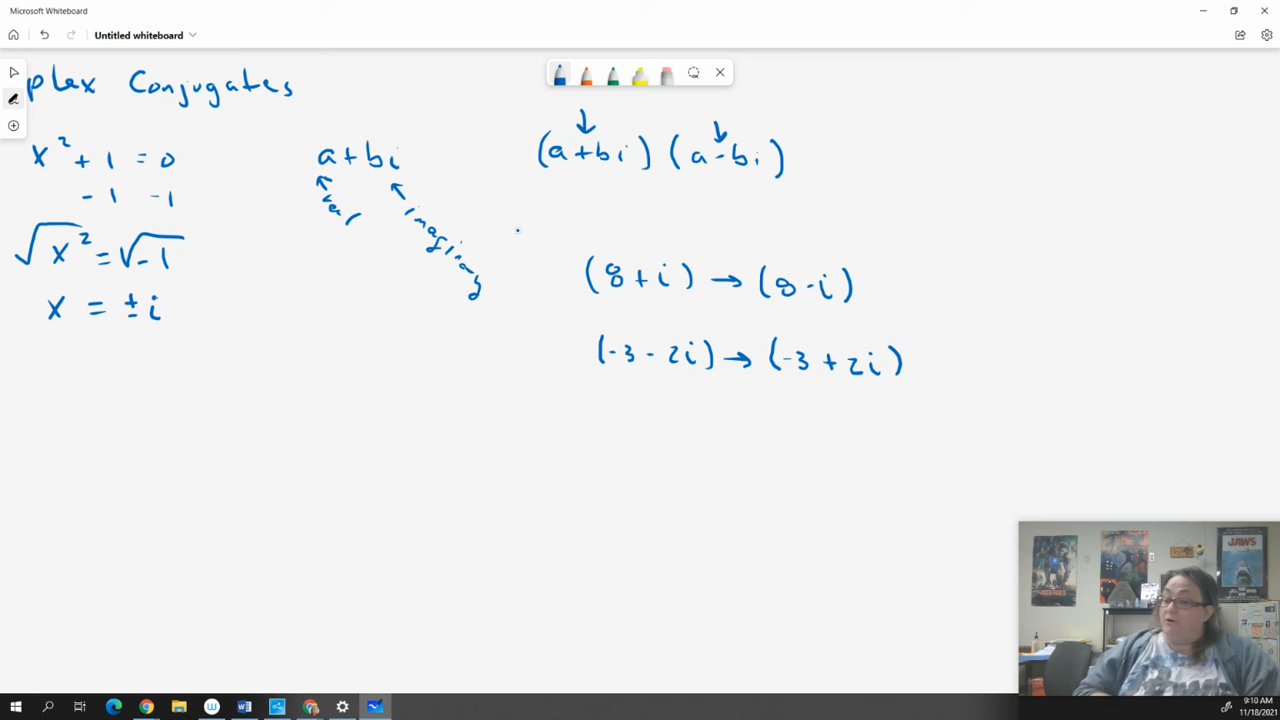 Microsoft Whiteboard
Untitled whiteboard
plex Conjugates
x² + 1 = 0
- 1 -1
√x² = √-1
x = ± i
a + bi
imaginary
(a + bi) (a - bi)
(8 + i) → (8 - i)
(-3 - 2i) → (-3 + 2i)
JAWS
9:10 AM
11/18/2021